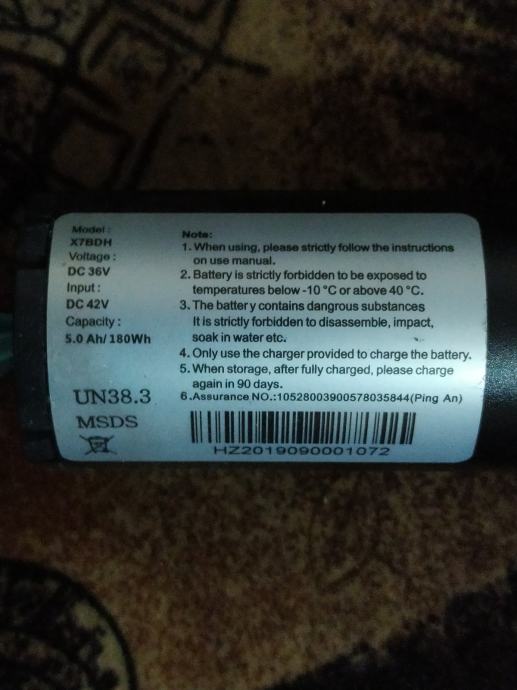 Model :
X7BDH
Voltage :
DC 36V
Input :
DC 42V
Capacity :
5.0 Ah/ 180Wh
UN38.3
MSDS
Note:
1. When using, please strictly follow the instructions
on use manual.
2. Battery is strictly forbidden to be exposed to
temperatures below -10 °C or above 40 °C.
3. The battery contains dangrous substances
It is strictly forbidden to disassemble, impact,
soak in water etc.
4. Only use the charger provided to charge the battery.
5. When storage, after fully charged, please charge
again in 90 days.
6.Assurance NO.:10528003900578035844(Ping An)
HZ2019090001072